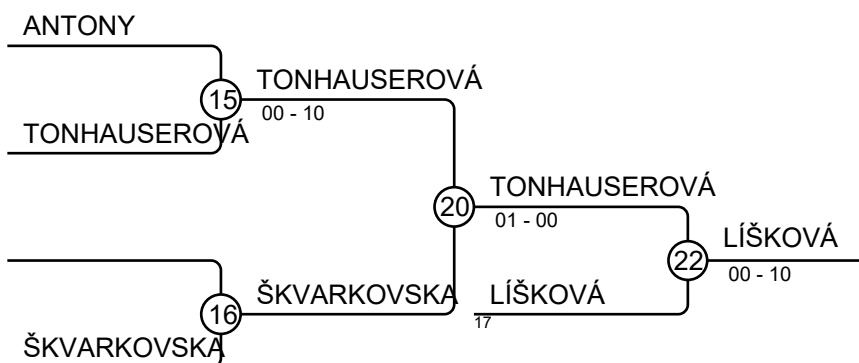 ANTONY
15
TONHAUSEROVÁ
00 - 10
TONHAUSEROVÁ
20
TONHAUSEROVÁ
01 - 00
22
LÍŠKOVÁ
00 - 10
16
ŠKVARKOVSKA
LÍŠKOVÁ
17
ŠKVARKOVSKA